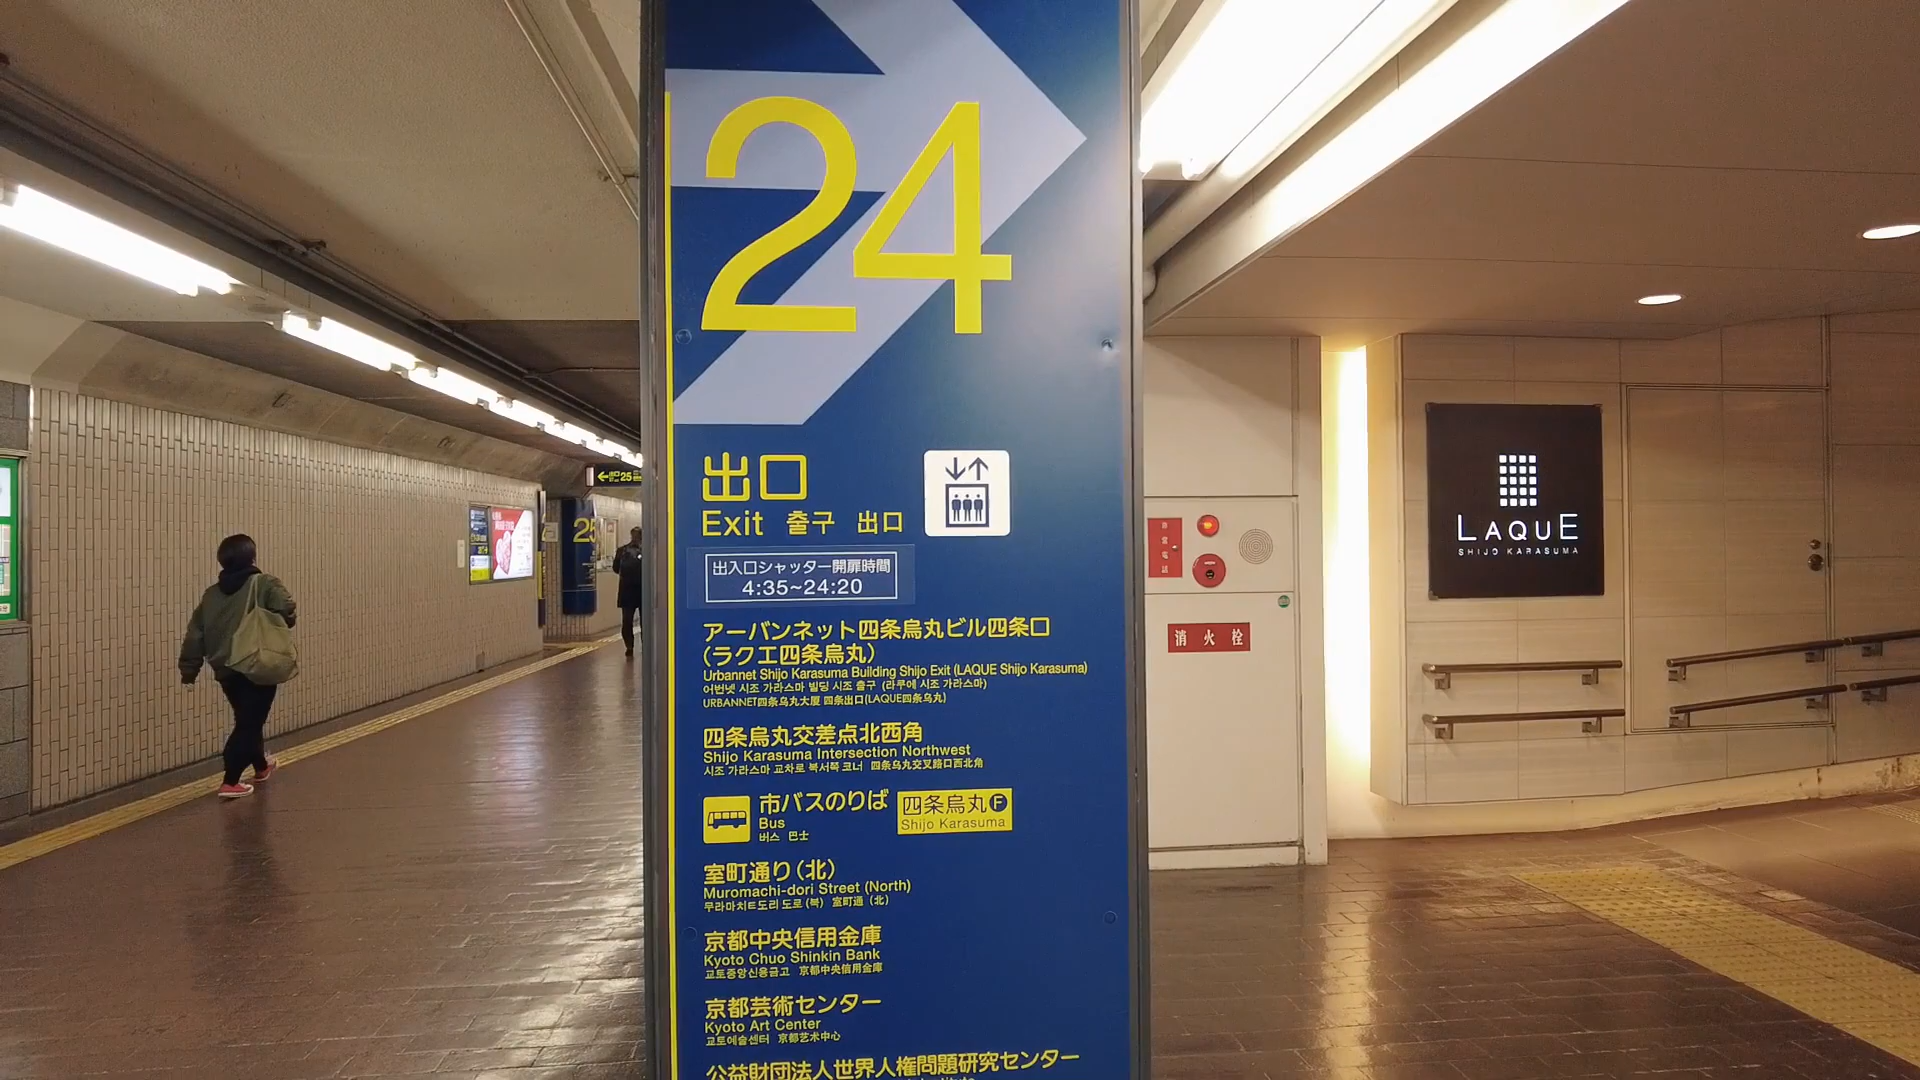 24
出口
Exit 출구 出口
出入口シャッター開扉時間
4:35~24:20
アーバンネット四条烏丸ビル四条口
(ラクエ四条烏丸)
Urbannet Shijo Karasuma Building Shijo Exit (LAQUE Shijo Karasuma)
어번넷 시조 가라스마 빌딩 시조 출구 (라쿠에 시조 가라스마)
URBANNET四条乌丸大厦 四条出口(LAQUE四条乌丸)
四条烏丸交差点北西角
Shijo Karasuma Intersection Northwest
시조 가라스마 교차로 북서쪽 코너 四条乌丸交叉路口西北角
市バスのりば
Bus
버스 巴士
四条烏丸 F
Shijo Karasuma
室町通り(北)
Muromachi-dori Street (North)
무라마치트도리 도로 (북) 室町通 (北)
京都中央信用金庫
Kyoto Chuo Shinkin Bank
교토중앙신용금고 京都中央信用金庫
京都芸術センター
Kyoto Art Center
교토예술센터 京都艺术中心
公益財団法人世界人権問題研究センター
←出口 25
25
LAQUE
SHIJO KARASUMA
非常電話
消火栓